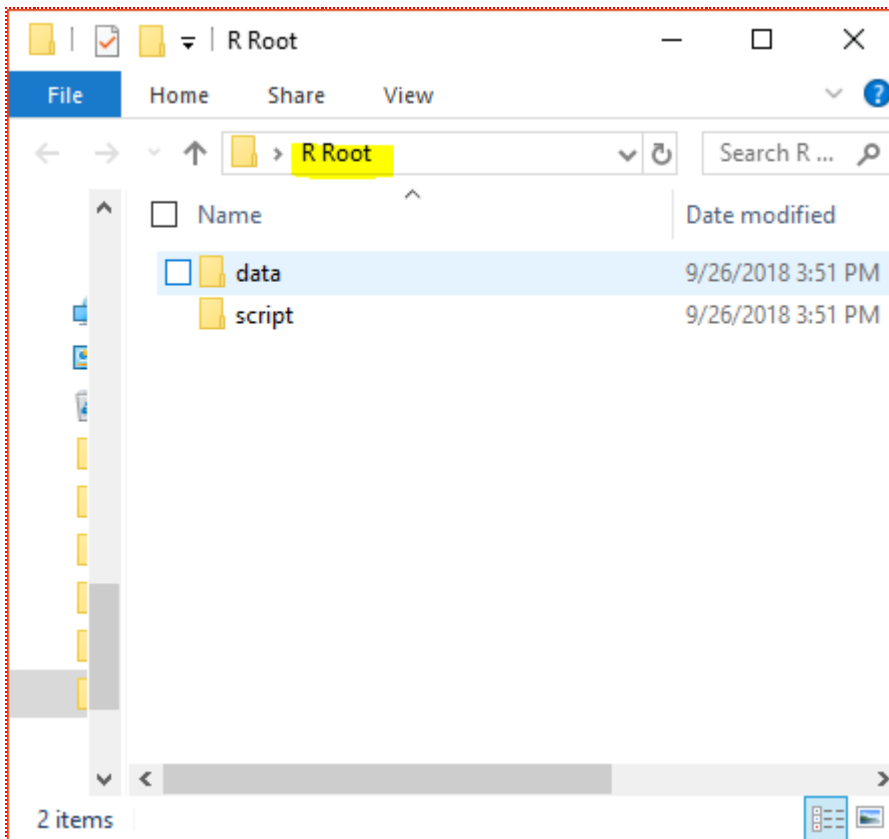 R Root
File Home Share View
R Root Search R ...
Name Date modified
data 9/26/2018 3:51 PM
script 9/26/2018 3:51 PM
2 items